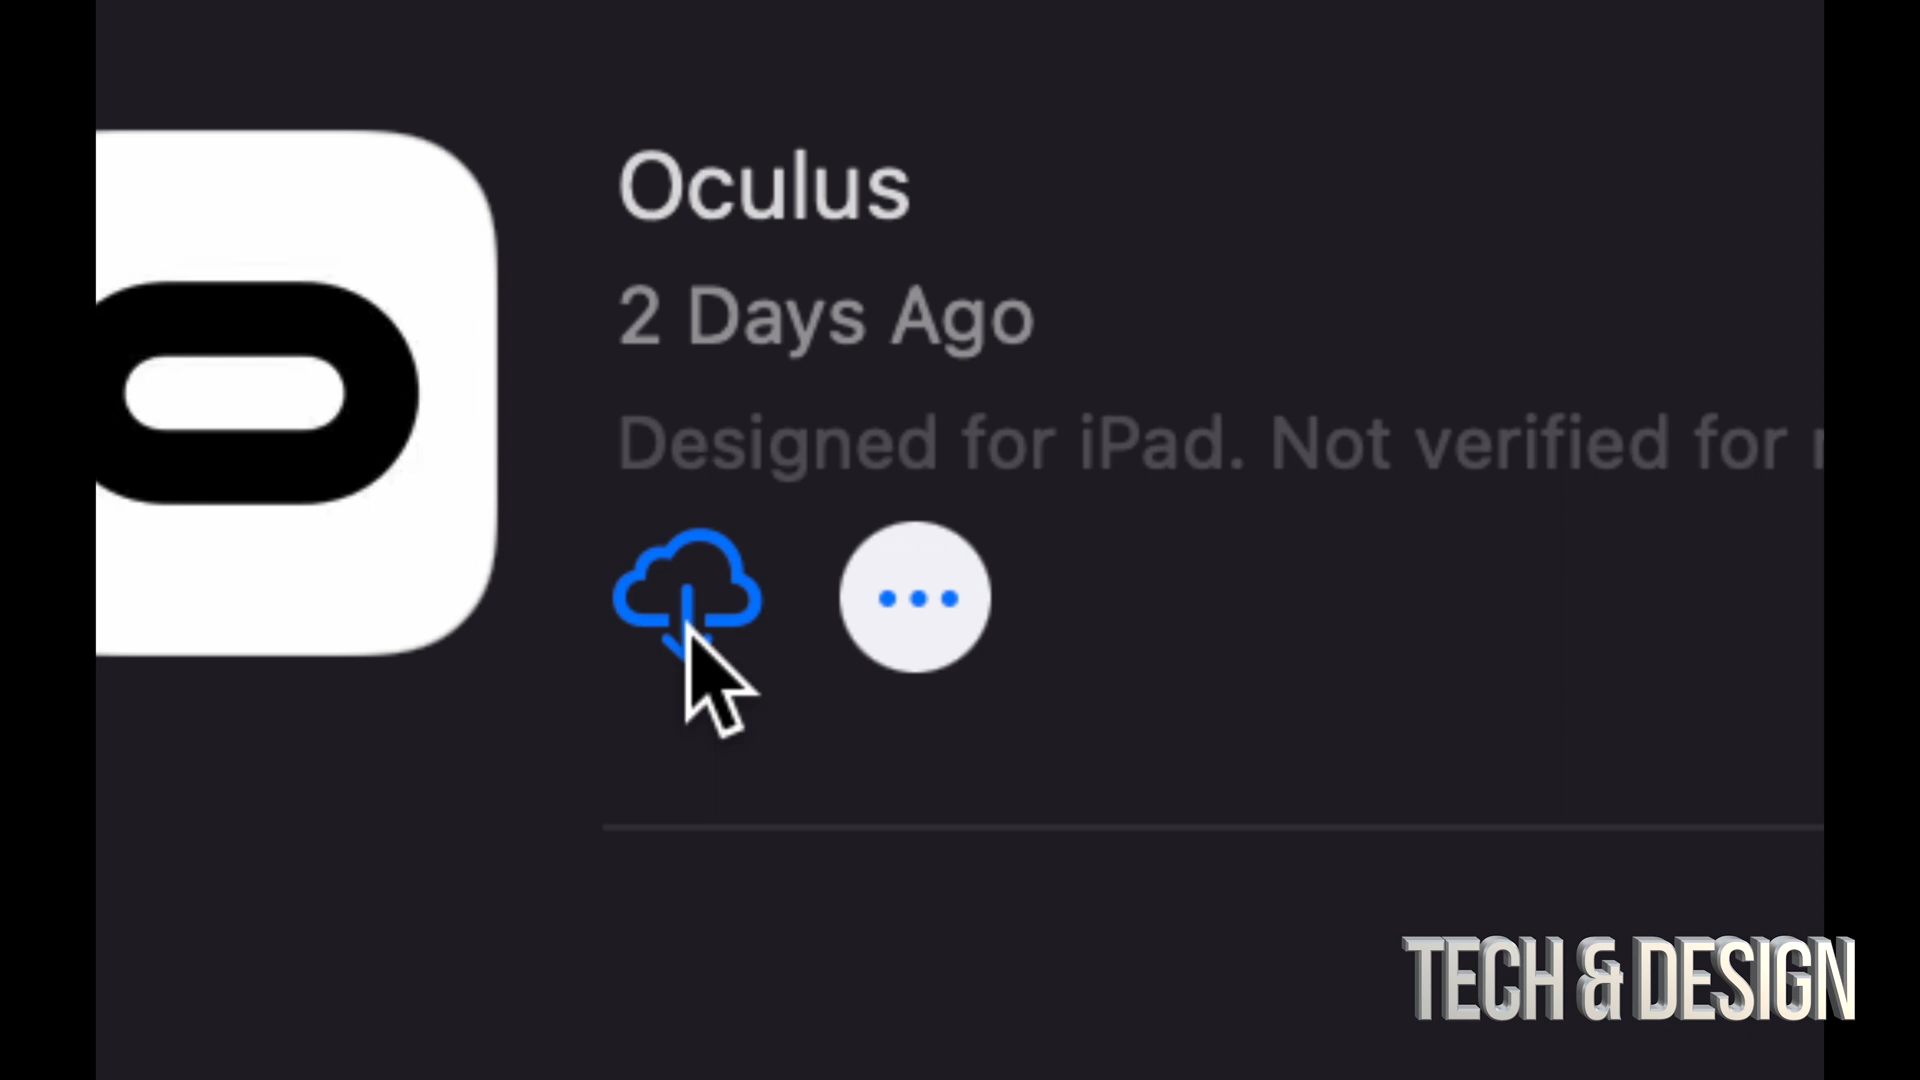 Oculus
2 Days Ago
Designed for iPad. Not verified for
TECH & DESIGN